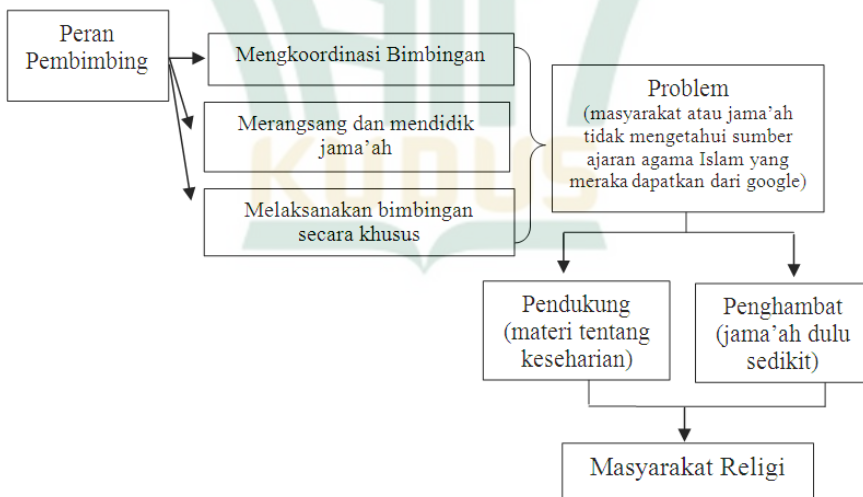 Peran
Pembimbing
Mengkoordinasi Bimbingan
Merangsang dan mendidik
jama’ah
Melaksanakan bimbingan
secara khusus
Problem
(masyarakat atau jama’ah
tidak mengetahui sumber
ajaran agama Islam yang
meraka dapatkan dari google)
Pendukung
(materi tentang
keseharian)
Penghambat
(jama’ah dulu
sedikit)
Masyarakat Religi
KUDUS